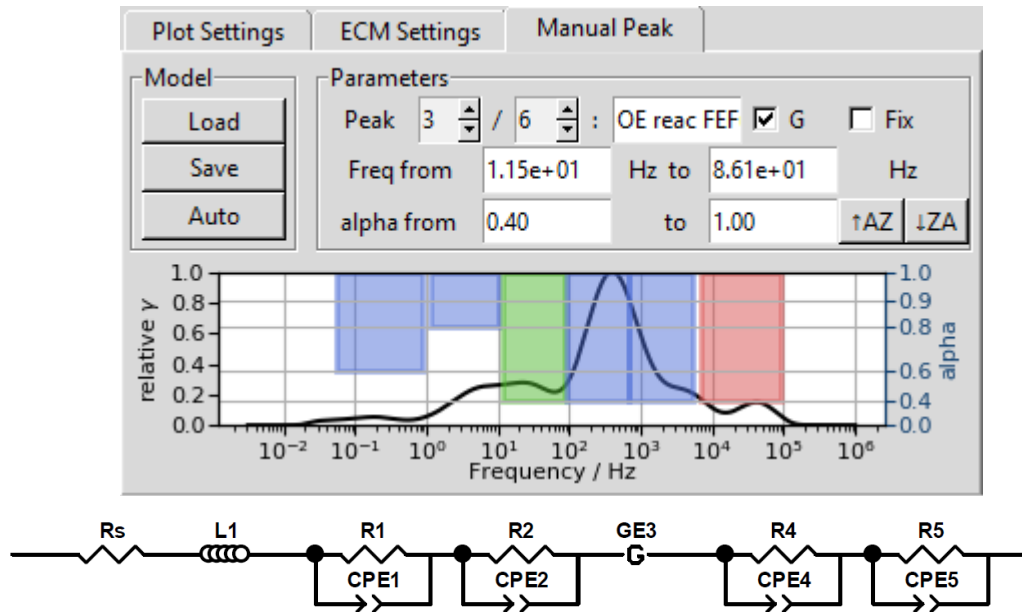 Plot Settings ECM Settings Manual Peak
Model Parameters
Load Peak 3 / 6 : OE reac FEF G Fix
Save Freq from 1.15e+01 Hz to 8.61e+01 Hz
Auto alpha from 0.40 to 1.00 ↑AZ ↓ZA
1.0 1.0
0.8 0.9
0.6 0.8
0.4 0.6
0.2 0.4
0.0 0.0
relative γ
alpha
10⁻² 10⁻¹ 10⁰ 10¹ 10² 10³ 10⁴ 10⁵ 10⁶
Frequency / Hz
Rs L1 R1 R2 GE3 R4 R5
G
CPE1 CPE2 CPE4 CPE5